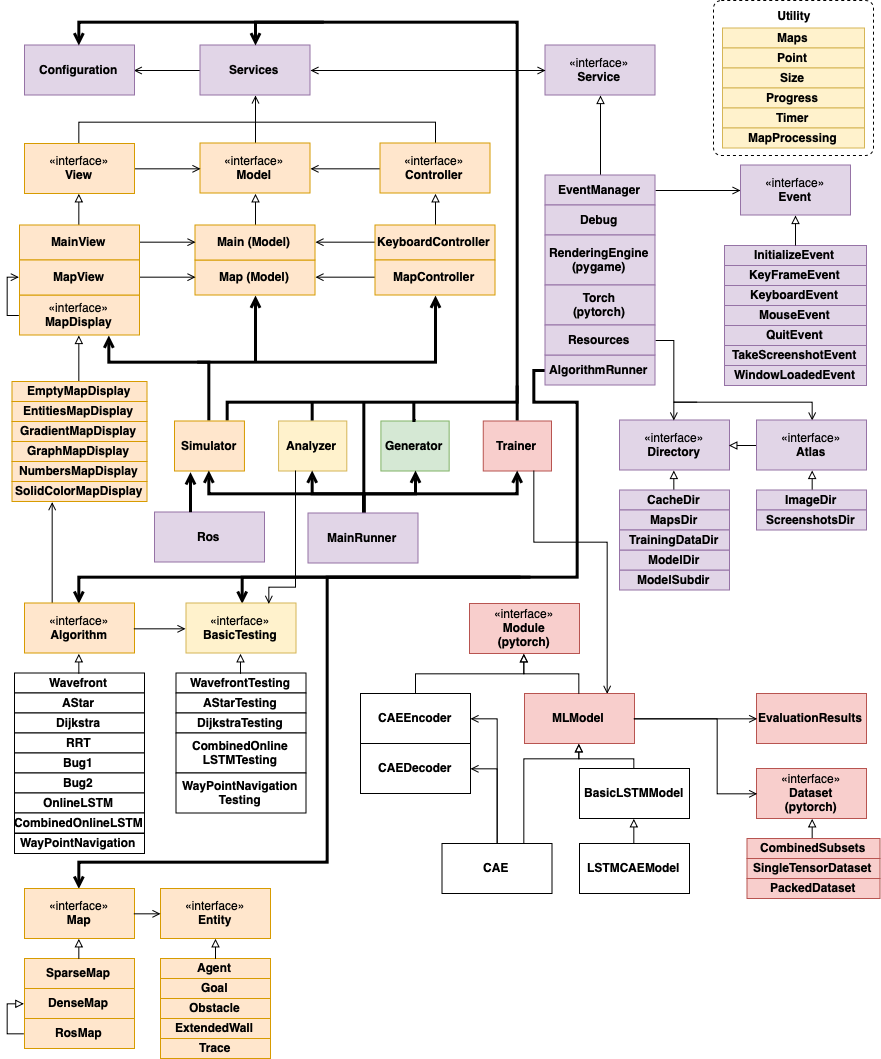 Utility
Maps
Point
Size
Progress
Timer
MapProcessing
Configuration
Services
«interface»
Service
«interface»
View
«interface»
Model
«interface»
Controller
MainView
MapView
«interface»
MapDisplay
Main (Model)
Map (Model)
KeyboardController
MapController
EventManager
Debug
RenderingEngine
(pygame)
Torch
(pytorch)
Resources
AlgorithmRunner
«interface»
Event
InitializeEvent
KeyFrameEvent
KeyboardEvent
MouseEvent
QuitEvent
TakeScreenshotEvent
WindowLoadedEvent
EmptyMapDisplay
EntitiesMapDisplay
GradientMapDisplay
GraphMapDisplay
NumbersMapDisplay
SolidColorMapDisplay
Simulator
Analyzer
Generator
Trainer
«interface»
Directory
«interface»
Atlas
CacheDir
MapsDir
TrainingDataDir
ModelDir
ModelSubdir
ImageDir
ScreenshotsDir
Ros
MainRunner
«interface»
Algorithm
«interface»
BasicTesting
Wavefront
AStar
Dijkstra
RRT
Bug1
Bug2
OnlineLSTM
CombinedOnlineLSTM
WayPointNavigation
WavefrontTesting
AStarTesting
DijkstraTesting
CombinedOnline
LSTMTesting
WayPointNavigation
Testing
«interface»
Module
(pytorch)
CAEEncoder
CAEDecoder
MLModel
EvaluationResults
BasicLSTMModel
«interface»
Dataset
(pytorch)
CAE
LSTMCAEModel
CombinedSubsets
SingleTensorDataset
PackedDataset
«interface»
Map
«interface»
Entity
SparseMap
DenseMap
RosMap
Agent
Goal
Obstacle
ExtendedWall
Trace